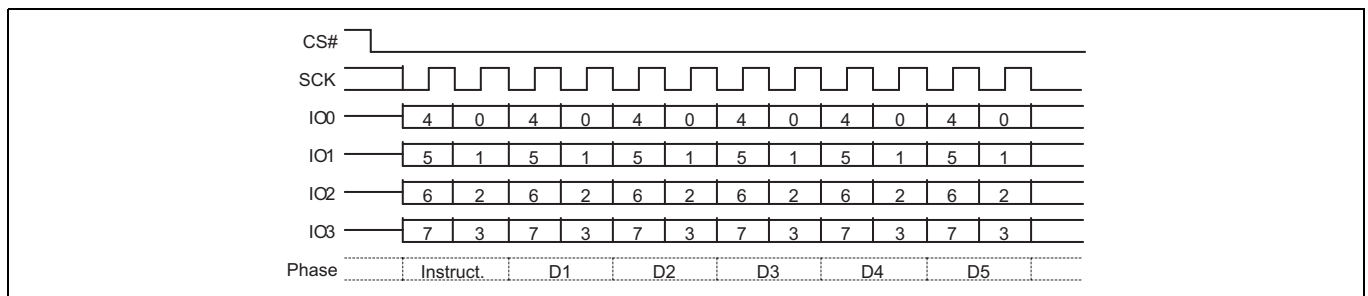 CS#
SCK
IO0 4 0 4 0 4 0 4 0 4 0 4 0
IO1 5 1 5 1 5 1 5 1 5 1 5 1
IO2 6 2 6 2 6 2 6 2 6 2 6 2
IO3 7 3 7 3 7 3 7 3 7 3 7 3
Phase Instruct. D1 D2 D3 D4 D5